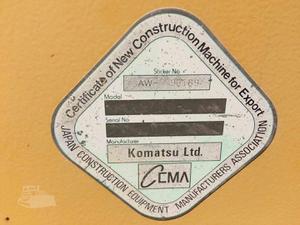 Certificate of New Construction Machine for Export
Sticker No
AW-
Model
Serial No
Manufacturer
Komatsu Ltd.
CEMA
JAPAN CONSTRUCTION EQUIPMENT MANUFACTURERS ASSOCIATION